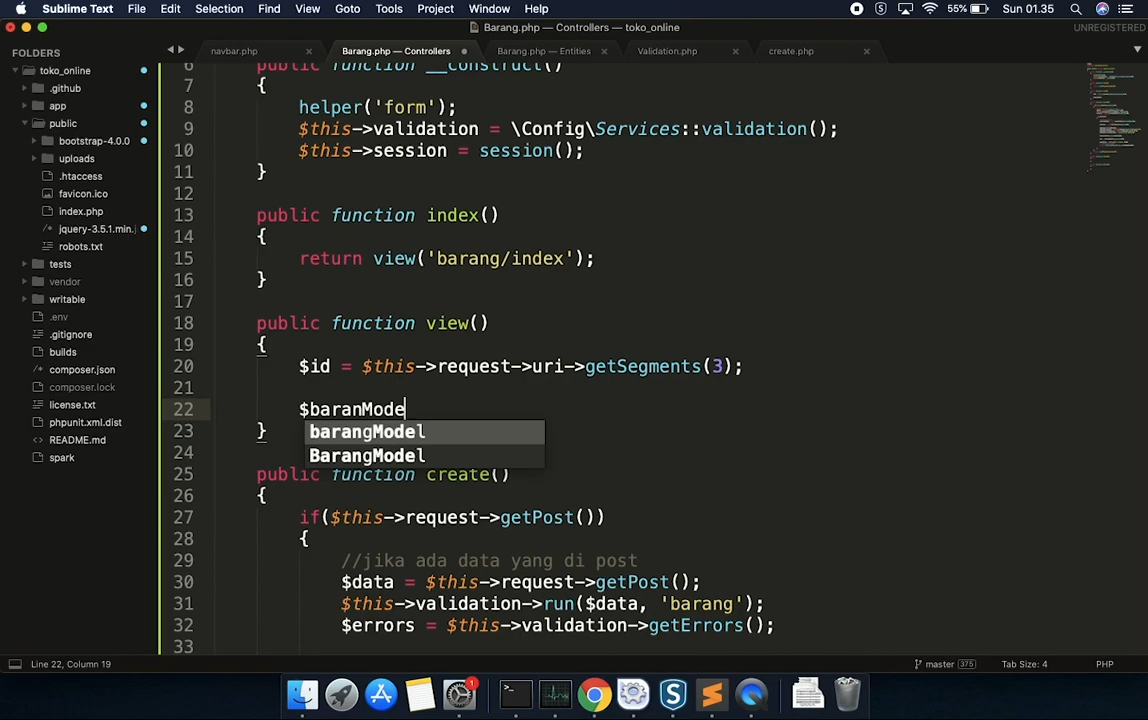 Sublime Text File Edit Selection Find View Goto Tools Project Window Help 55% Sun 01.35
Barang.php — Controllers — toko_online
UNREGISTERED
FOLDERS
toko_online
.github
app
public
bootstrap-4.0.0
uploads
.htaccess
favicon.ico
index.php
/* jquery-3.5.1.min.j
robots.txt
tests
vendor
writable
.env
.gitignore
builds
/* composer.json
composer.lock
license.txt
phpunit.xml.dist
README.md
spark
navbar.php
Barang.php — Controllers
Barang.php — Entities
Validation.php
create.php
6 public function __construct()
7 {
8 helper('form');
9 $this->validation = \Config\Services::validation();
10 $this->session = session();
11 }
12
13 public function index()
14 {
15 return view('barang/index');
16 }
17
18 public function view()
19 {
20 $id = $this->request->uri->getSegments(3);
21
22 $baranMode
barangModel
BarangModel
23 }
24
25 public function create()
26 {
27 if($this->request->getPost())
28 {
29 //jika ada data yang di post
30 $data = $this->request->getPost();
31 $this->validation->run($data, 'barang');
32 $errors = $this->validation->getErrors();
33
Line 22, Column 19
master 375
Tab Size: 4
PHP
1